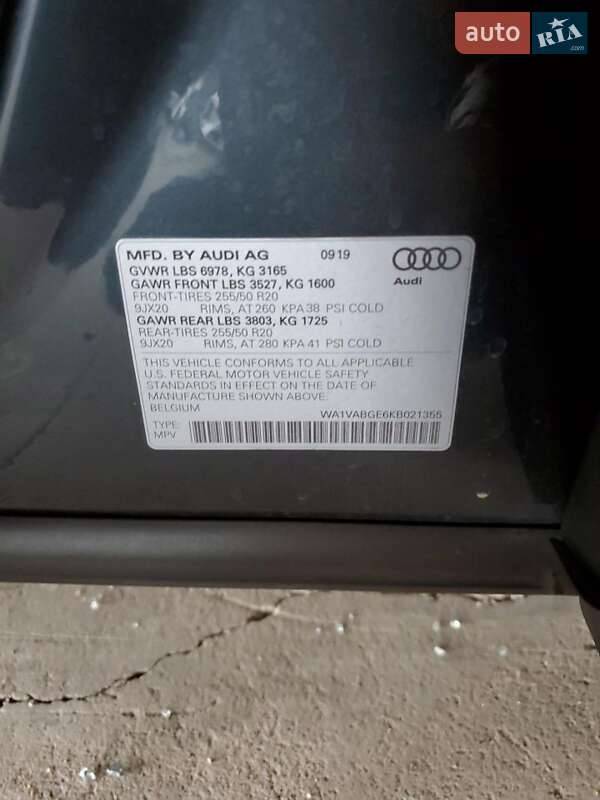 auto RIA .com
MFD. BY AUDI AG 0919
GVWR LBS 6978, KG 3165
GAWR FRONT LBS 3527, KG 1600
FRONT-TIRES 255/50 R20
9JX20 RIMS, AT 260 KPA 38 PSI COLD
GAWR REAR LBS 3803, KG 1725
REAR-TIRES 255/50 R20
9JX20 RIMS, AT 280 KPA 41 PSI COLD
Audi
THIS VEHICLE CONFORMS TO ALL APPLICABLE
U.S. FEDERAL MOTOR VEHICLE SAFETY
STANDARDS IN EFFECT ON THE DATE OF
MANUFACTURE SHOWN ABOVE.
BELGIUM WA1VABGE6KB021355
TYPE:
MPV